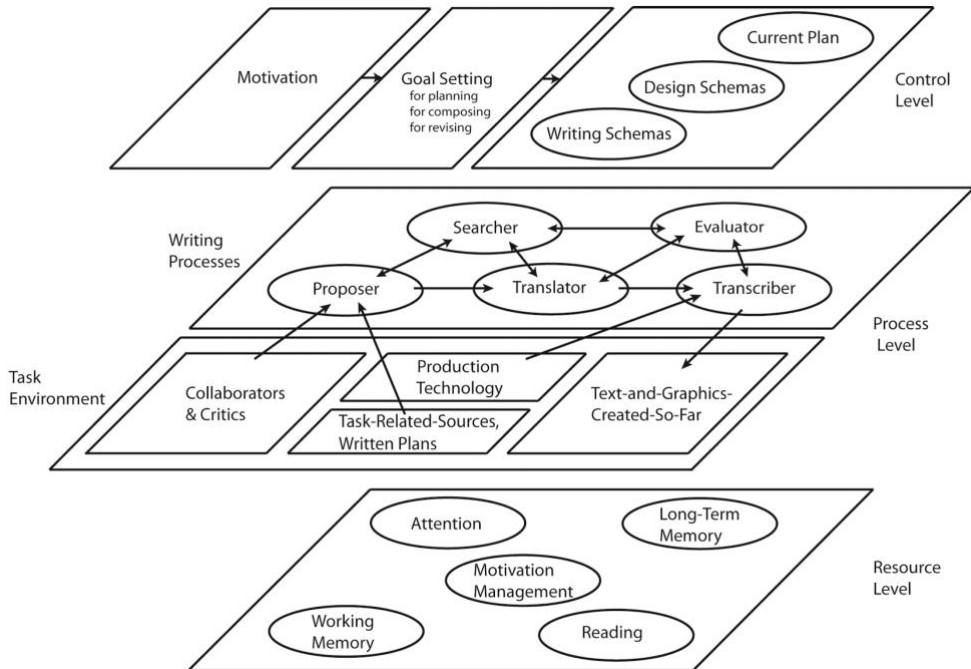 Current Plan
Motivation
Goal Setting
for planning
for composing
for revising
Design Schemas
Control
Level
Writing Schemas
Writing
Processes
Searcher
Evaluator
Proposer
Translator
Transcriber
Process
Level
Task
Environment
Collaborators
& Critics
Production
Technology
Task-Related-Sources,
Written Plans
Text-and-Graphics-
Created-So-Far
Attention
Long-Term
Memory
Motivation
Management
Resource
Level
Working
Memory
Reading